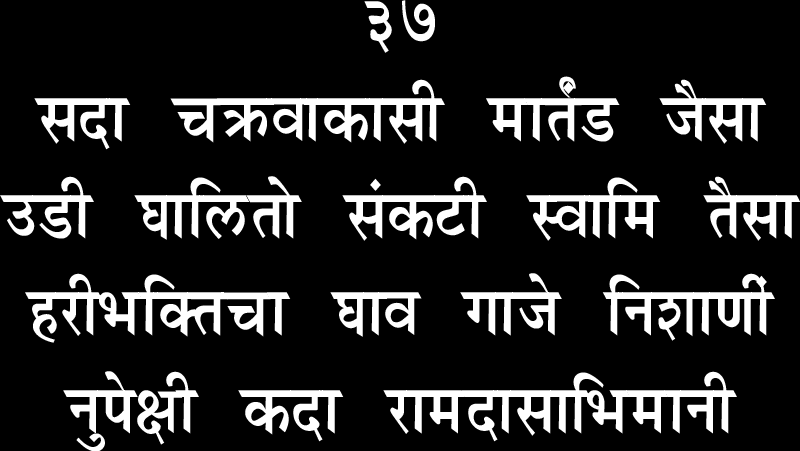 ३७
सदा चक्रवाकासी मार्तंड जैसा
उडी घालितो संकटी स्वामि तैसा
हरीभक्तिचा घाव गाजे निशाणीं
नुपेक्षी कदा रामदासाभिमानी